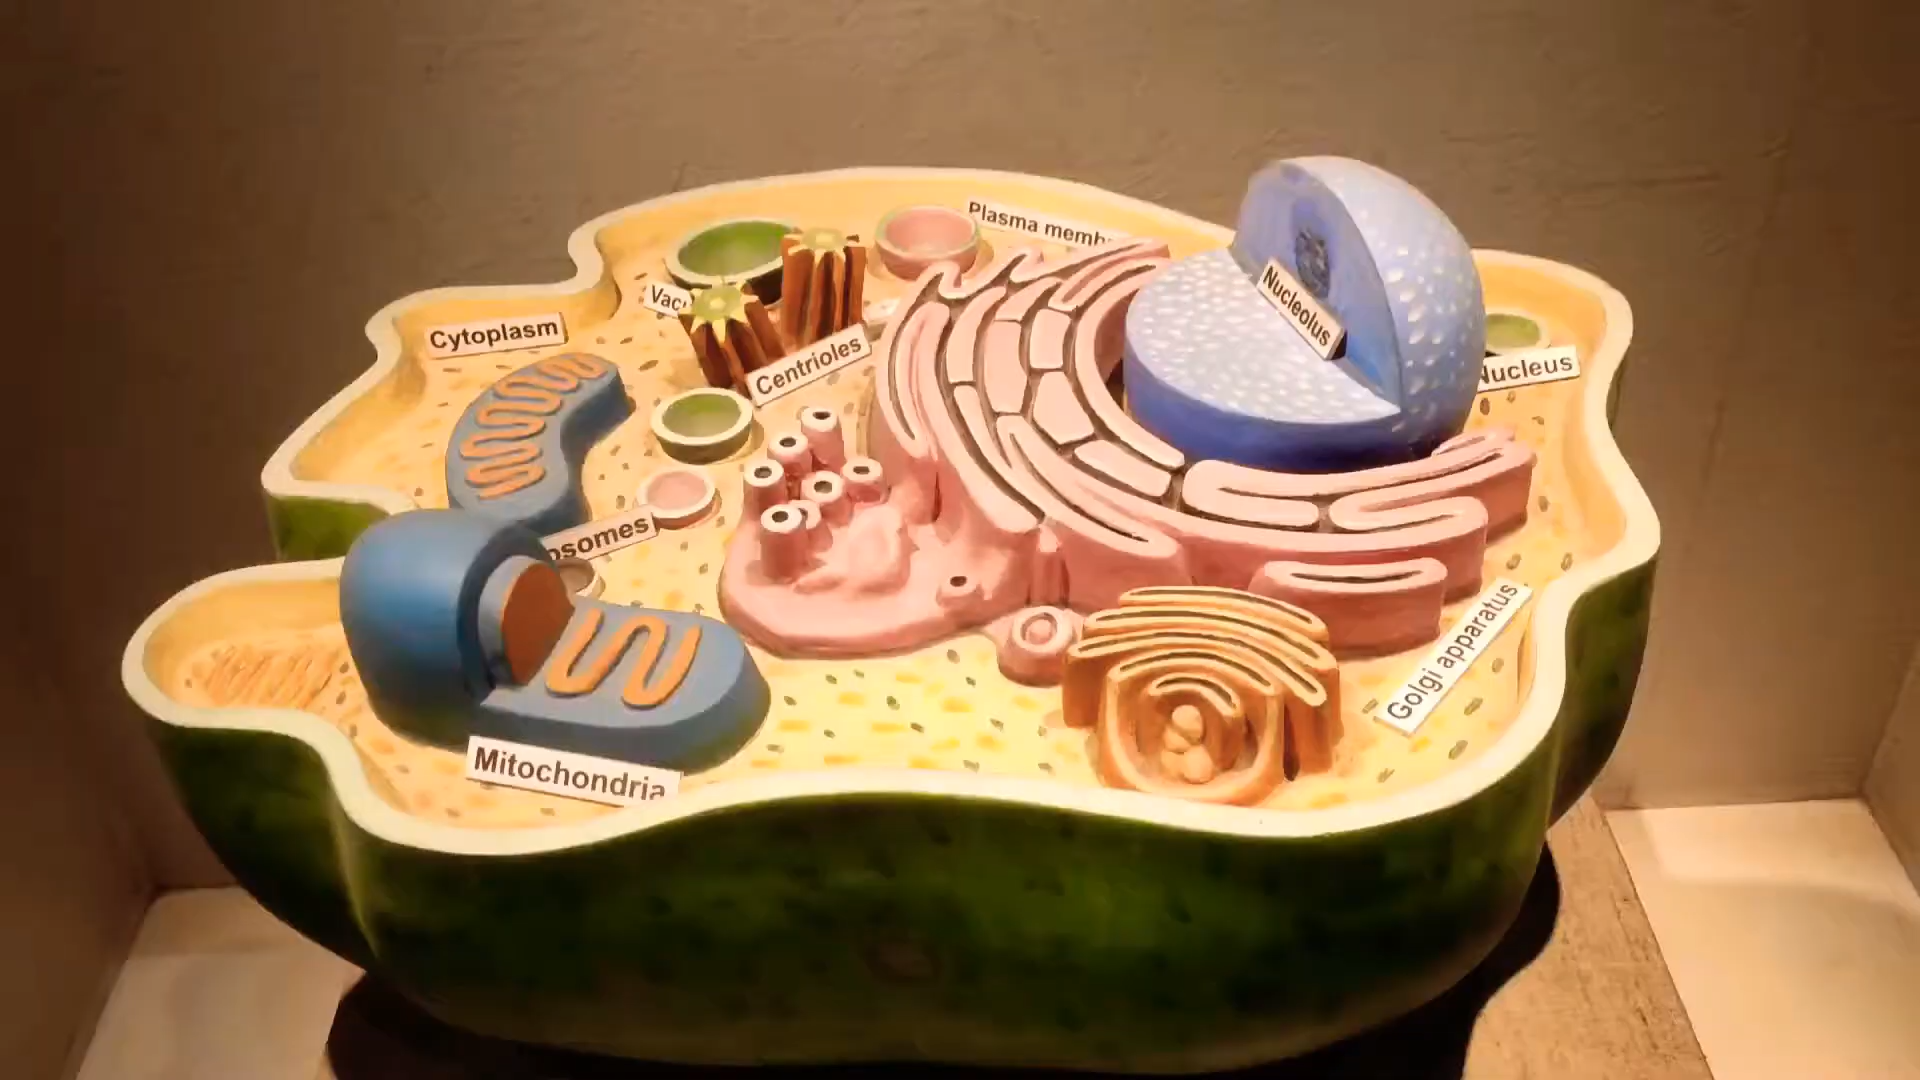 Plasma memb
Nucleolus
Vac
Cytoplasm
Centrioles
Nucleus
osomes
Golgi apparatus
Mitochondria